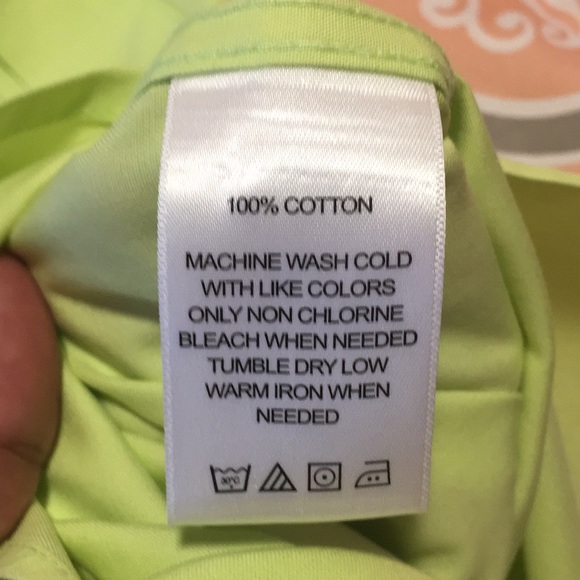 100% COTTON
MACHINE WASH COLD
WITH LIKE COLORS
ONLY NON CHLORINE
BLEACH WHEN NEEDED
TUMBLE DRY LOW
WARM IRON WHEN
NEEDED
30°C